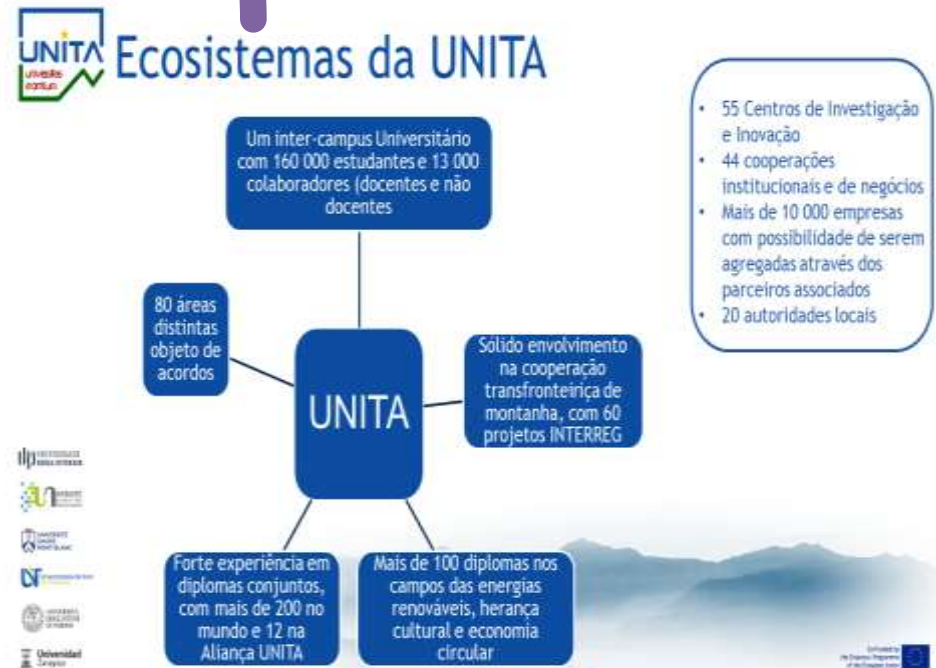 UNITA
Ecosistemas da UNITA
Um inter-campus Universitário
com 160 000 estudantes e 13 000
colaboradores (docentes e não
docentes
• 55 Centros de Investigação
e Inovação
• 44 cooperações
institucionais e de negócios
• Mais de 10 000 empresas
com possibilidade de serem
agregadas através dos
parceiros associados
• 20 autoridades locais
80 áreas
distintas
objeto de
acordos
UNITA
Sólido envolvimento
na cooperação
transfronteiriça de
montanha, com 60
projetos INTERREG
Forte experiência em
diplomas conjuntos,
com mais de 200 no
mundo e 12 na
Aliança UNITA
Mais de 100 diplomas nos
campos das energias
renováveis, herança
cultural e economia
circular
Universidad